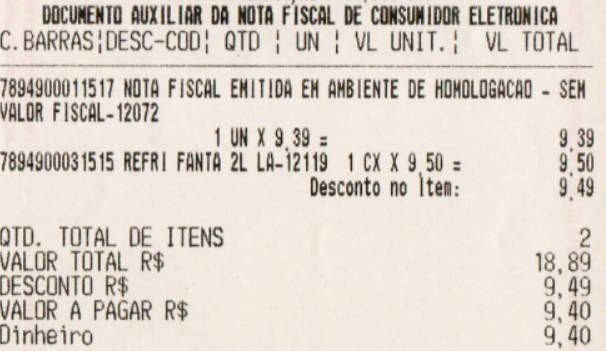 DOCUMENTO AUXILIAR DA NOTA FISCAL DE CONSUMIDOR ELETRONICA
C.BARRAS¦DESC-COD¦ QTD ¦ UN ¦ VL UNIT.¦ VL TOTAL
7894900011517 NOTA FISCAL EMITIDA EM AMBIENTE DE HOMOLOGACAO - SEM
VALOR FISCAL-12072
1 UN X 9,39 = 9,39
7894900031515 REFRI FANTA 2L LA-12119 1 CX X 9,50 = 9,50
Desconto no Item: 9,49
QTD. TOTAL DE ITENS 2
VALOR TOTAL R$ 18,89
DESCONTO R$ 9,49
VALOR A PAGAR R$ 9,40
Dinheiro 9,40